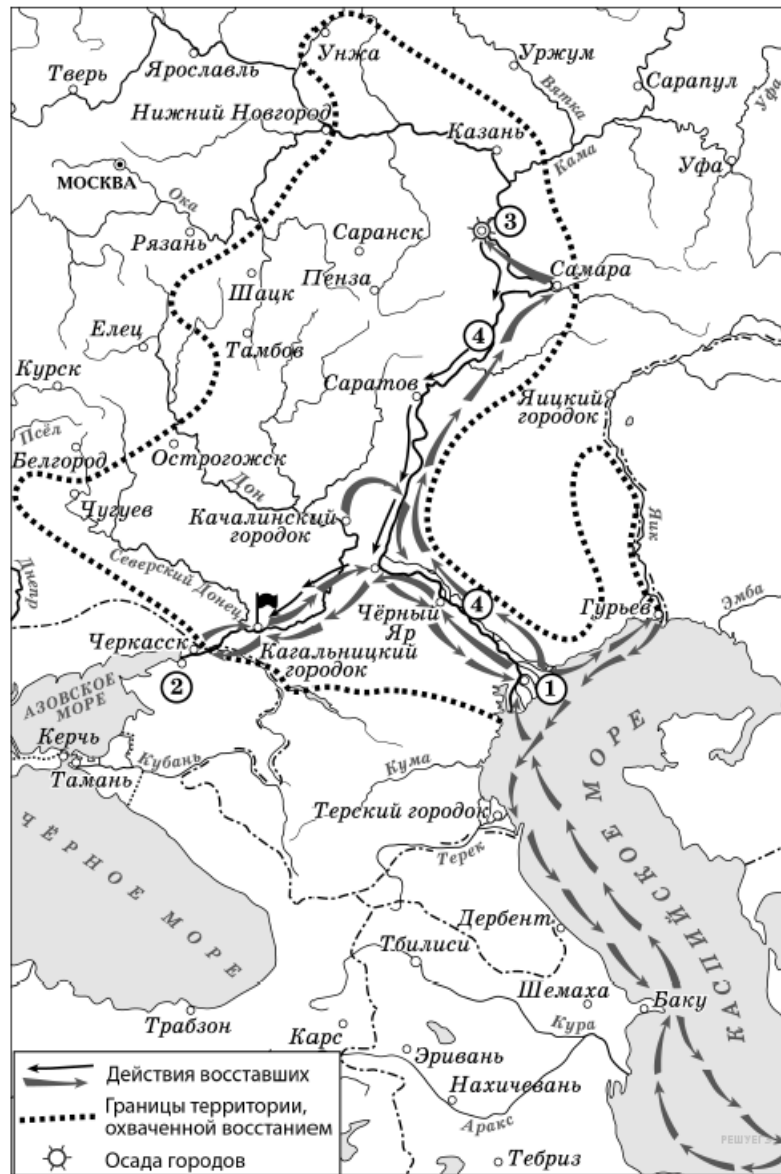 Унжа
Уржум
Тверь
Ярославль
Вятка
Сарапул
Уфа
Нижний Новгород
Казань
Кама
Уфа
МОСКВА
Ока
3
Рязань
Саранск
Самара
Шацк
Пенза
Елец
Тамбов
4
Курск
Саратов
Яицкий
городок
Псёл
Белгород
Острогожск
Дон
Чугуев
Качалинский
городок
Яик
Северский Донец
Днепр
4
Гурьев
Эмба
Чёрный
Яр
Черкасск
Кагальницкий
городок
2
1
АЗОВСКОЕ
МОРЕ
Керчь
Кубань
Тамань
Кума
Терский городок
Терек
ЧЁРНОЕ МОРЕ
КАСПИЙСКОЕ МОРЕ
Дербент
Тбилиси
Шемаха
Баку
Трабзон
Карс
Кура
Эривань
Нахичевань
Аракс
Тебриз
Действия восставших
Границы территории,
охваченной восстанием
Осада городов